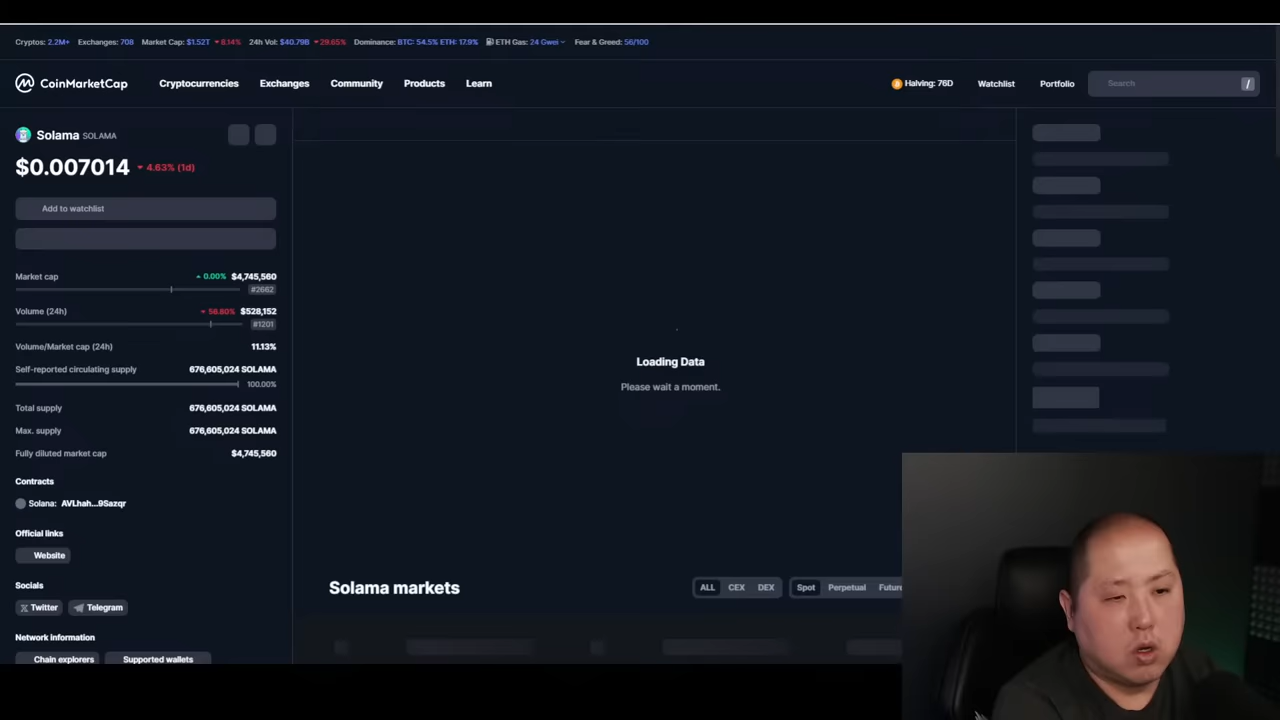 Cryptos: 2.2M+ Exchanges: 708 Market Cap: $1.52T 6.14% 24h Vol: $40.79B 29.65% Dominance: BTC: 54.5% ETH: 17.9% ETH Gas: 24 Gwei Fear & Greed: 56/100
CoinMarketCap Cryptocurrencies Exchanges Community Products Learn Halving: 76D Watchlist Portfolio Search /
Solama SOLAMA
$0.007014 4.63% (1d)
Add to watchlist
Market cap 0.00% $4,745,560
#2662
Volume (24h) 56.80% $528,152
#1201
Volume/Market cap (24h) 11.13%
Self-reported circulating supply 676,605,024 SOLAMA
100.00%
Total supply 676,605,024 SOLAMA
Max. supply 676,605,024 SOLAMA
Fully diluted market cap $4,745,560
Contracts
Solana: AVLhah...9Sazqr
Official links
Website
Socials
Twitter Telegram
Network information
Chain explorers Supported wallets
Loading Data
Please wait a moment.
Solama markets ALL CEX DEX Spot Perpetual Future